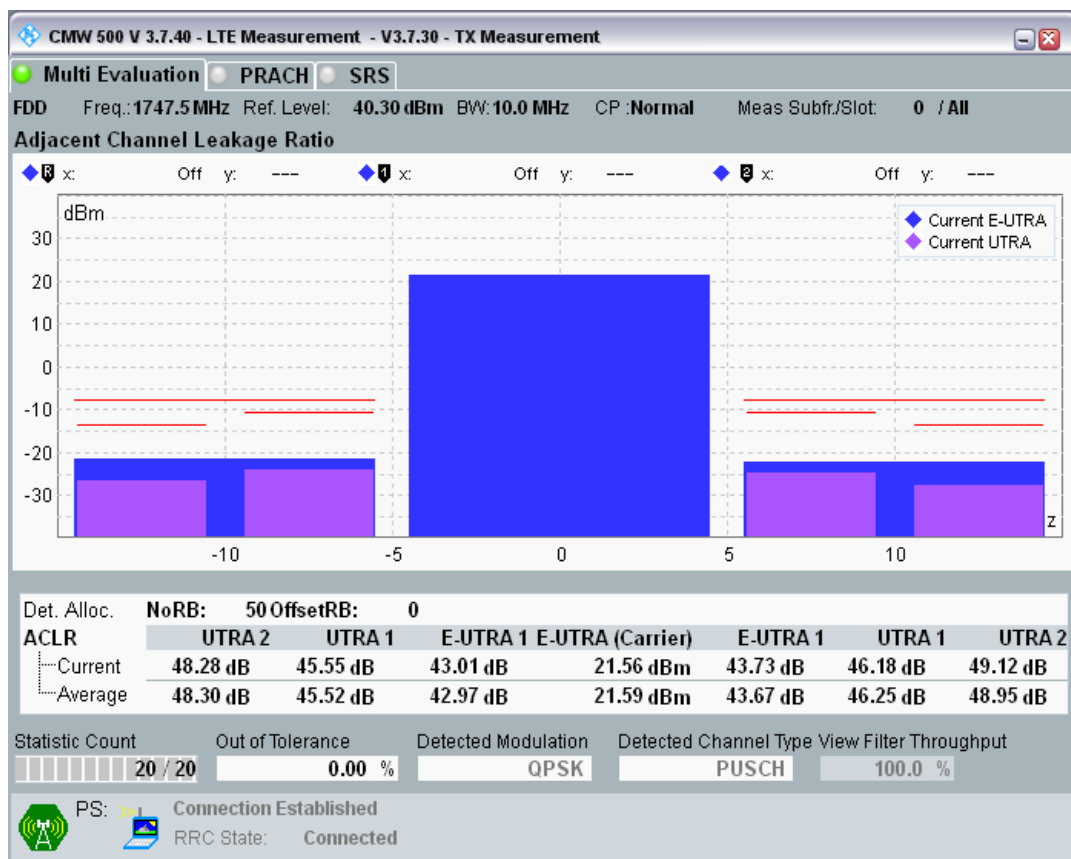 CMW 500 V 3.7.40 - LTE Measurement - V3.7.30 - TX Measurement
Multi Evaluation PRACH SRS
FDD Freq.: 1747.5 MHz Ref. Level: 40.30 dBm BW: 10.0 MHz CP :Normal Meas Subfr./Slot: 0 / All
Adjacent Channel Leakage Ratio
R x: Off y: --- 1 x: Off y: --- 2 x: Off y: ---
dBm
Current E-UTRA
Current UTRA
30
20
10
0
-10
-20
-30
z
-10 -5 0 5 10
Det. Alloc. NoRB: 50 OffsetRB: 0
ACLR UTRA 2 UTRA 1 E-UTRA 1 E-UTRA (Carrier) E-UTRA 1 UTRA 1 UTRA 2
Current 48.28 dB 45.55 dB 43.01 dB 21.56 dBm 43.73 dB 46.18 dB 49.12 dB
Average 48.30 dB 45.52 dB 42.97 dB 21.59 dBm 43.67 dB 46.25 dB 48.95 dB
Statistic Count Out of Tolerance Detected Modulation Detected Channel Type View Filter Throughput
20 / 20 0.00 % QPSK PUSCH 100.0 %
PS: Connection Established
RRC State: Connected